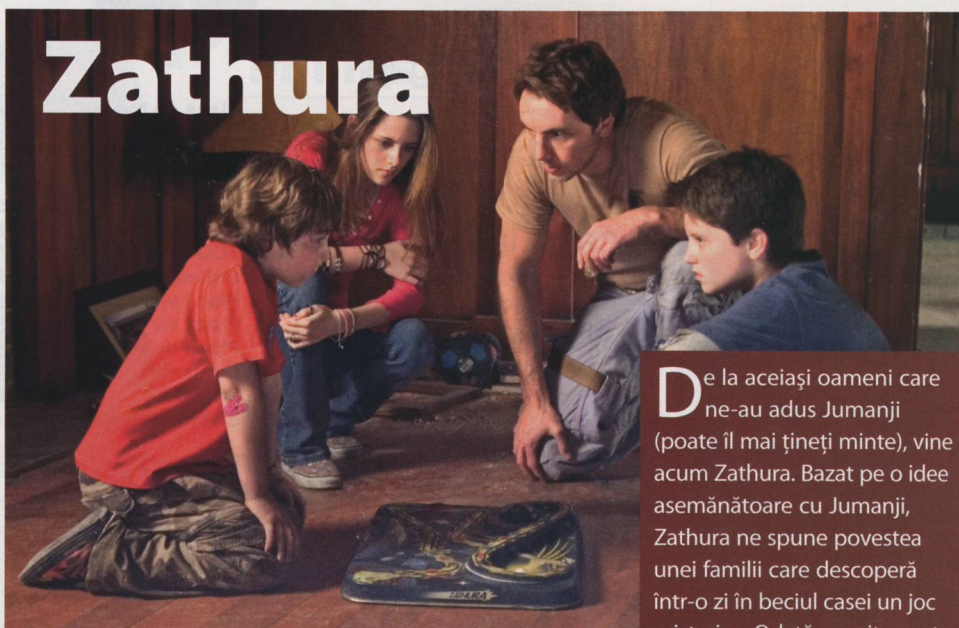 Zathura
De la aceiaşi oameni care
ne-au adus Jumanji
(poate îl mai ţineţi minte), vine
acum Zathura. Bazat pe o idee
asemănătoare cu Jumanji,
Zathura ne spune povestea
unei familii care descoperă
într-o zi în beciul casei un joc
ZATHURA